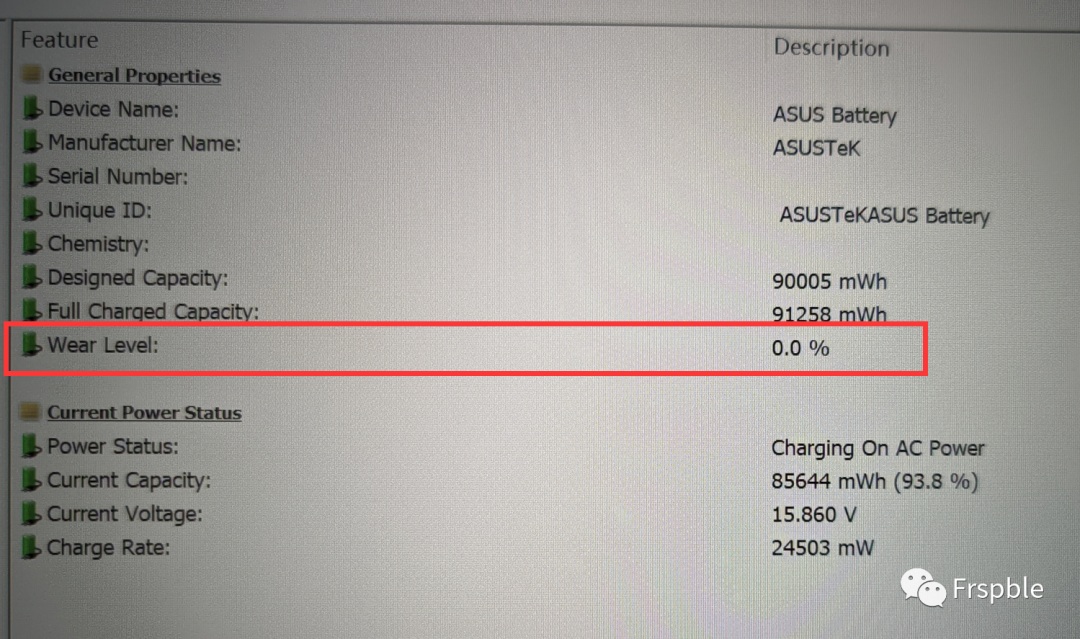 Feature Description
General Properties
Device Name: ASUS Battery
Manufacturer Name: ASUSTeK
Serial Number:
Unique ID: ASUSTeKASUS Battery
Chemistry:
Designed Capacity: 90005 mWh
Full Charged Capacity: 91258 mWh
Wear Level: 0.0 %
Current Power Status
Power Status: Charging On AC Power
Current Capacity: 85644 mWh (93.8 %)
Current Voltage: 15.860 V
Charge Rate: 24503 mW
Frspble